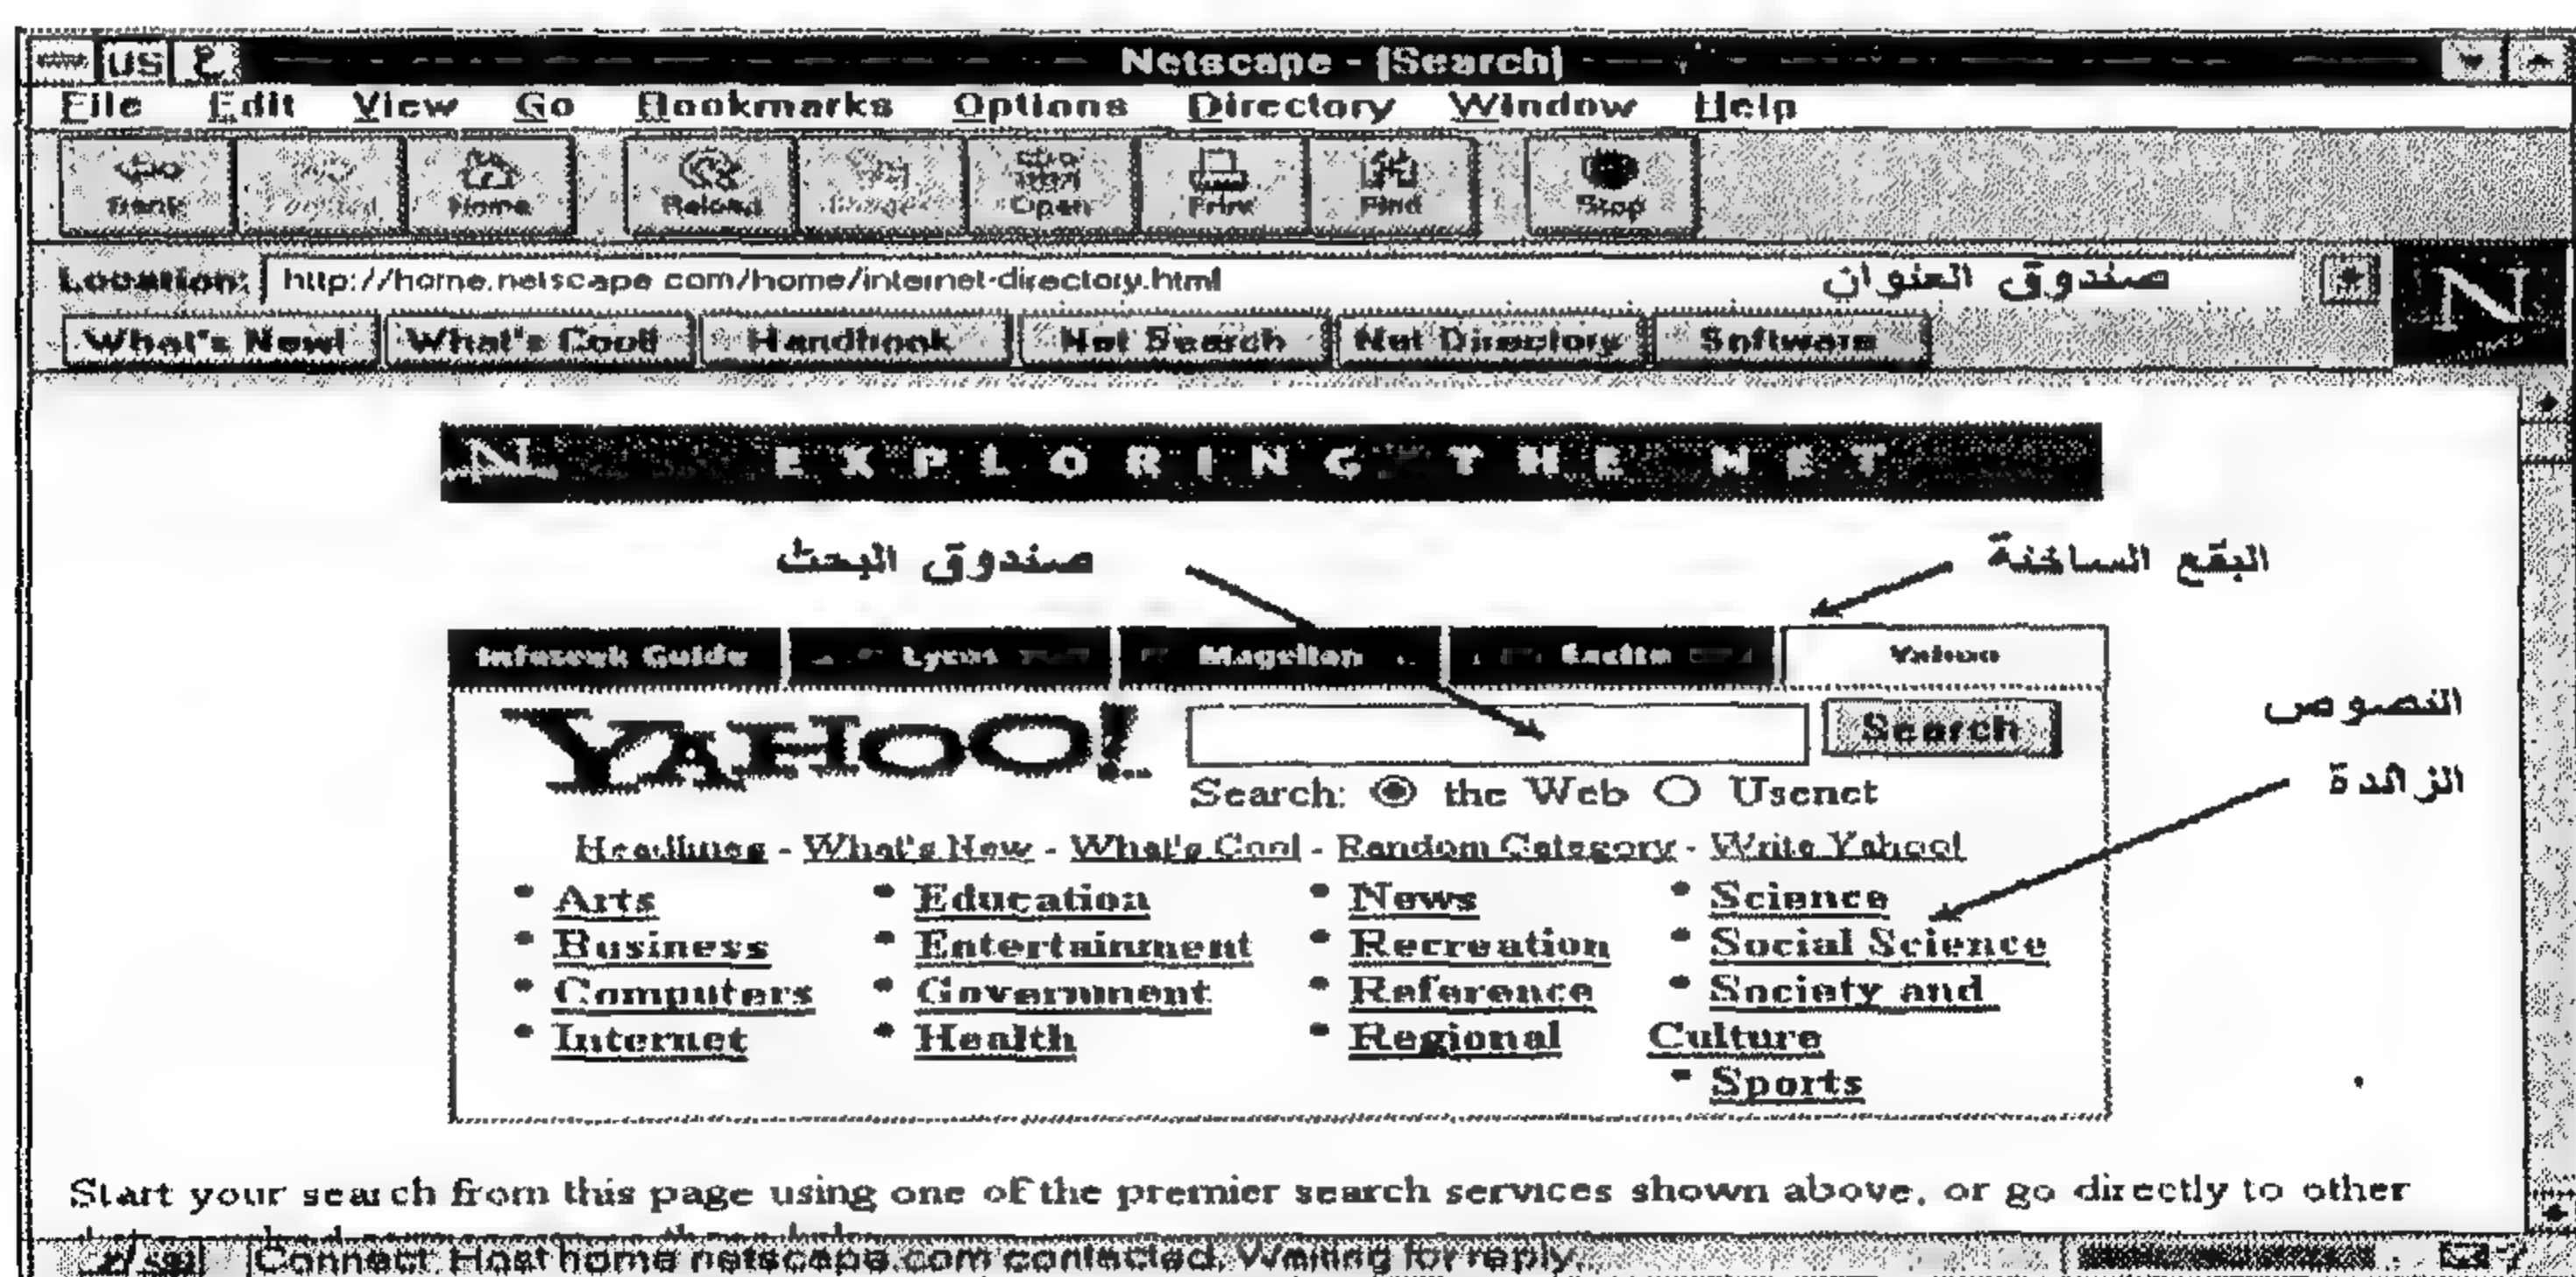 US ع Netscape - [Search]
File Edit View Go Bookmarks Options Directory Window Help
Back Forward Home Reload Images Open Print Find Stop
Location: http://home.netscape.com/home/internet-directory.html صندوق العنوان
N
What's New! What's Cool! Handbook Net Search Net Directory Software
N EXPLORING THE NET
صندوق البحث البقع الساخنة
Infoseek Guide Lycos Magellan Excite Yahoo
YAHOO! Search
النصوص
Search: the Web Usenet
الزائدة
Headlines - What's New - What's Cool - Random Category - Write Yahoo!
• Arts • Education • News • Science
• Business • Entertainment • Recreation • Social Science
• Computers • Government • Reference • Society and
• Internet • Health • Regional Culture
• Sports
Start your search from this page using one of the premier search services shown above, or go directly to other
Connect: Host home.netscape.com contacted. Waiting for reply...